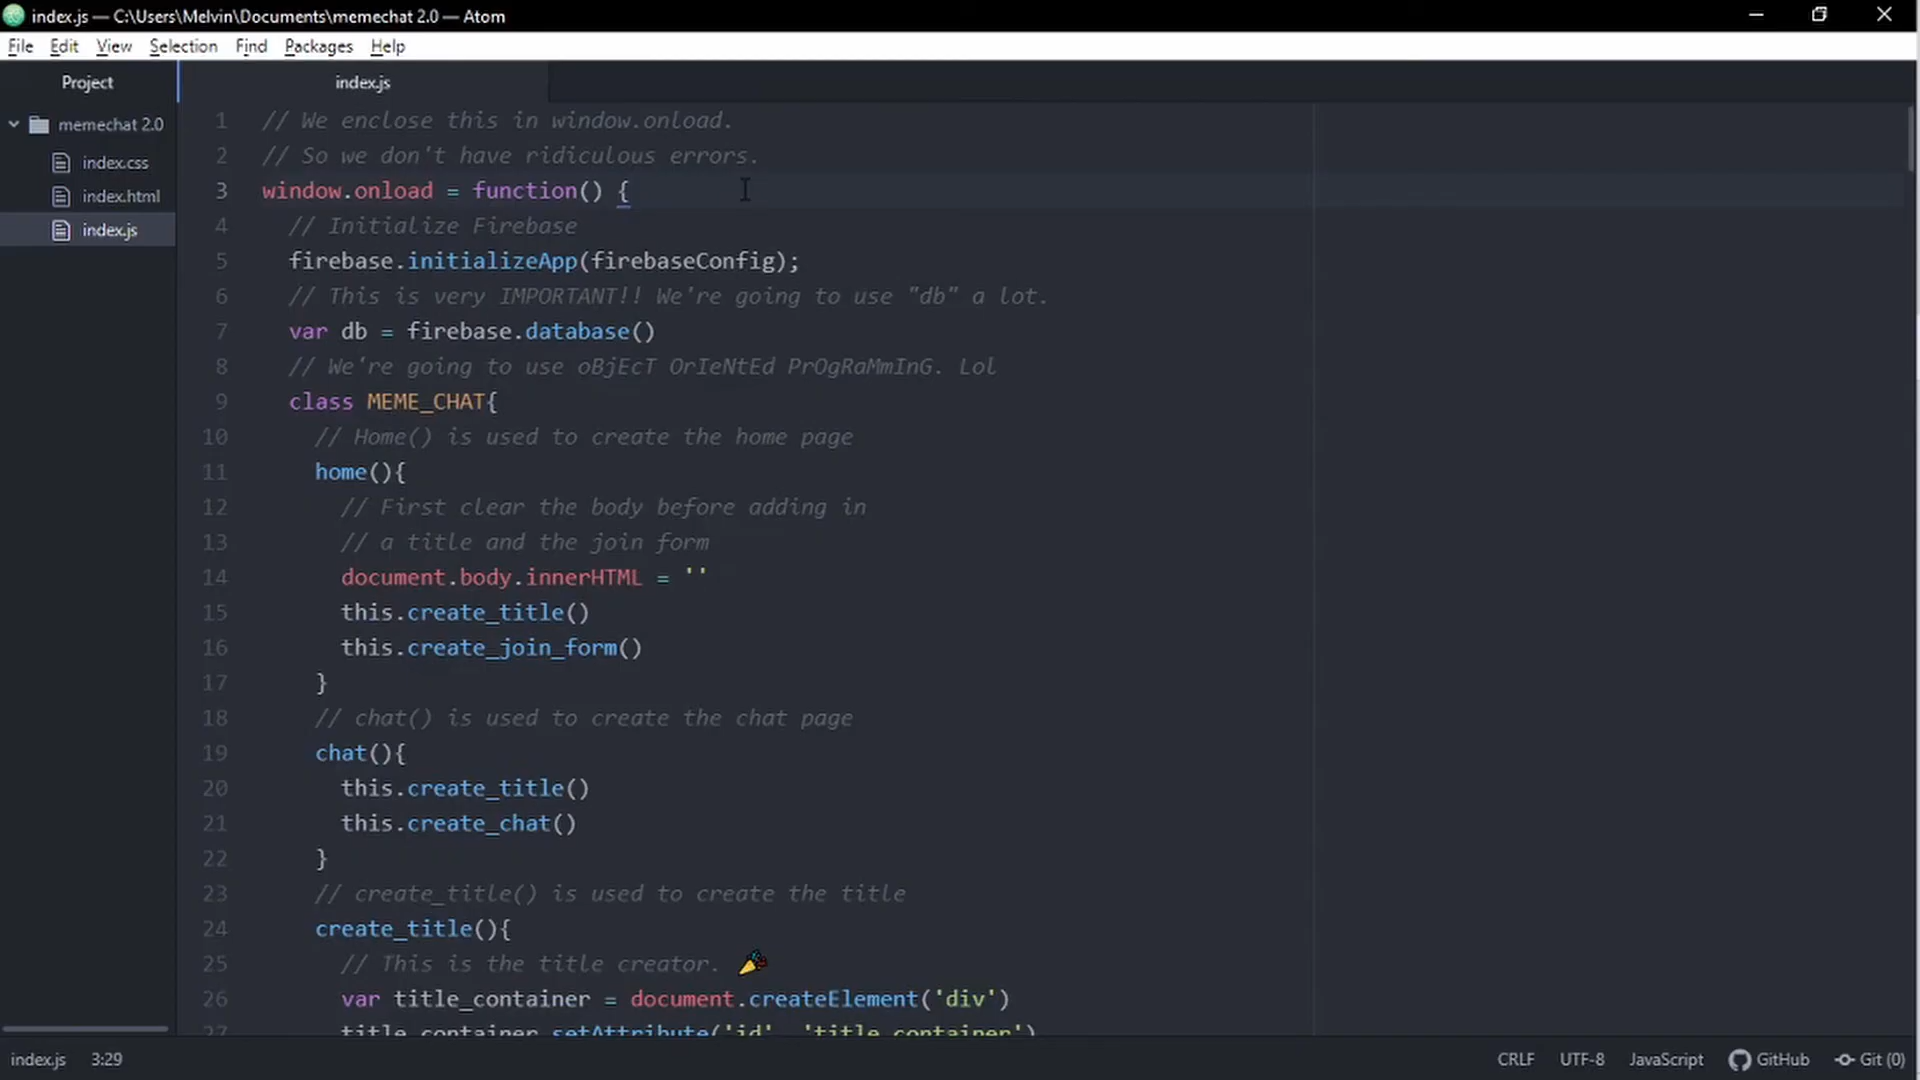 index.js — C:\Users\Melvin\Documents\memechat 2.0 — Atom
File Edit View Selection Find Packages Help
Project
index.js
memechat 2.0
index.css
index.html
index.js
1 // We enclose this in window.onload.
2 // So we don't have ridiculous errors.
3 window.onload = function() {
4 // Initialize Firebase
5 firebase.initializeApp(firebaseConfig);
6 // This is very IMPORTANT!! We're going to use "db" a lot.
7 var db = firebase.database()
8 // We're going to use oBjEcT OrIeNtEd PrOgRaMmInG. Lol
9 class MEME_CHAT{
10 // Home() is used to create the home page
11 home(){
12 // First clear the body before adding in
13 // a title and the join form
14 document.body.innerHTML = ''
15 this.create_title()
16 this.create_join_form()
17 }
18 // chat() is used to create the chat page
19 chat(){
20 this.create_title()
21 this.create_chat()
22 }
23 // create_title() is used to create the title
24 create_title(){
25 // This is the title creator. 🎉
26 var title_container = document.createElement('div')
27 title_container.setAttribute('id', 'title_container')
index.js 3:29 CRLF UTF-8 JavaScript GitHub Git (0)